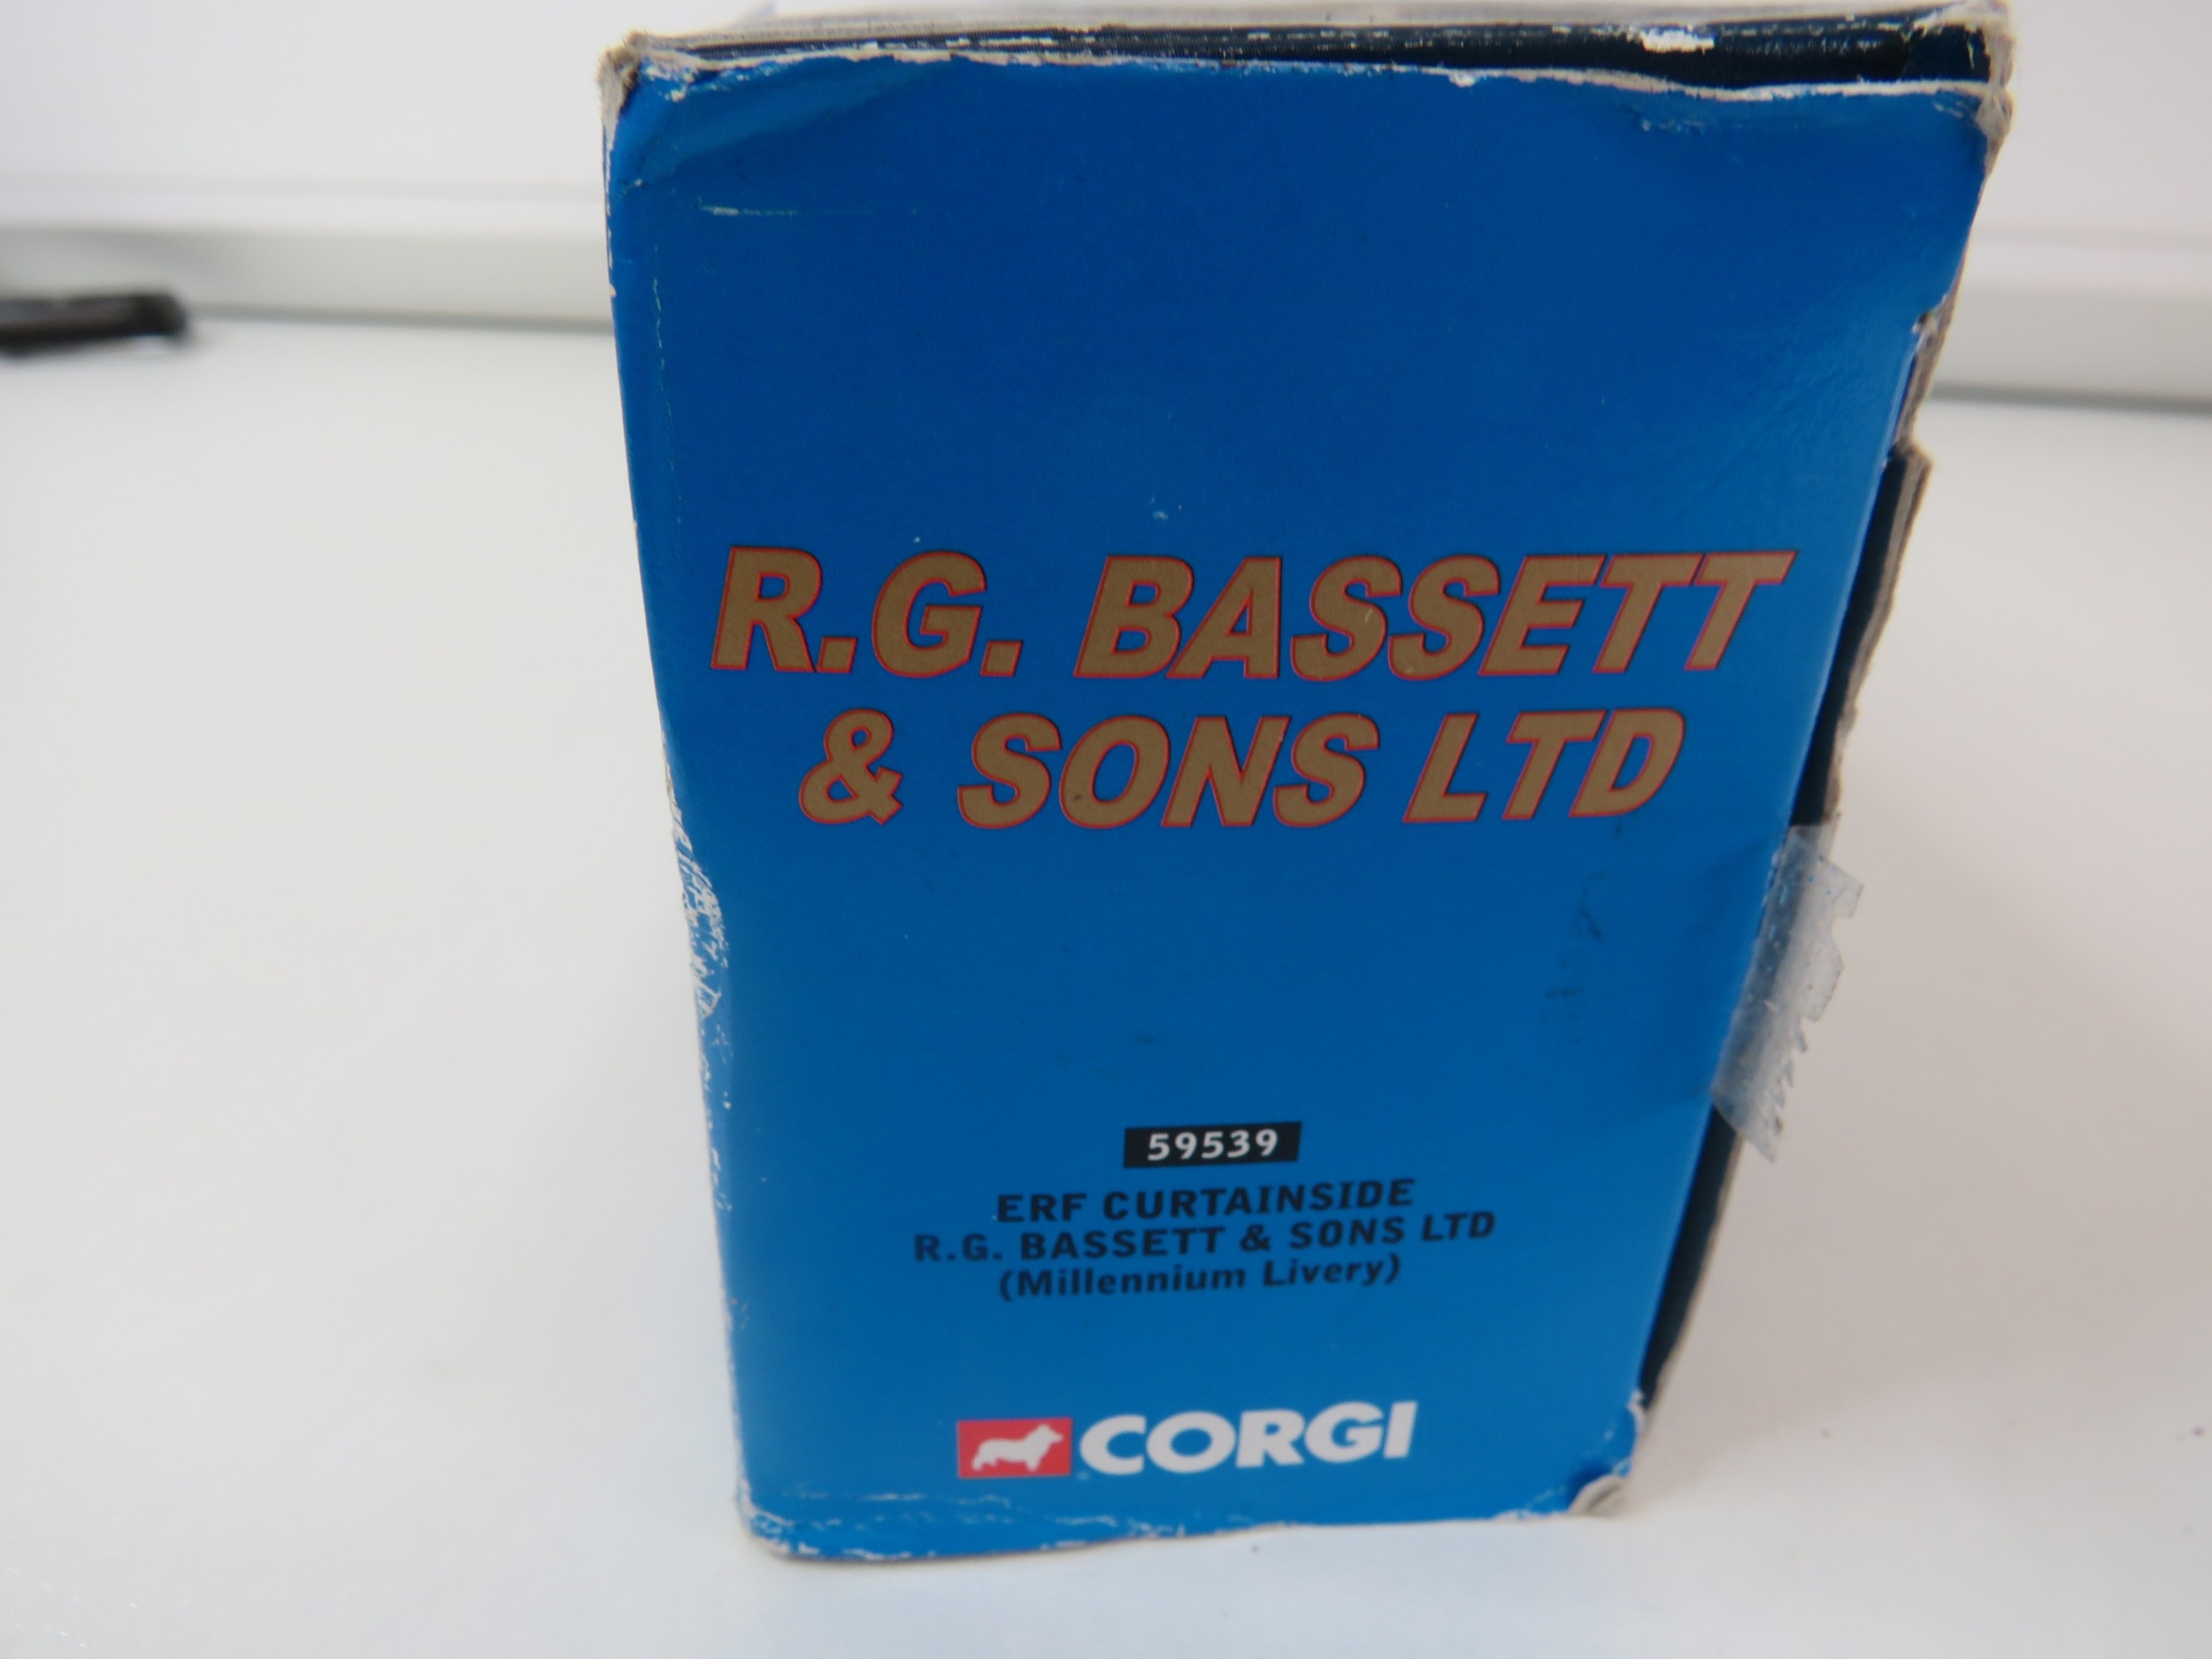 R.G. BASSETT
& SONS LTD
59539
ERF CURTAINSIDE
R.G. BASSETT & SONS LTD
(Millennium Livery)
CORGI